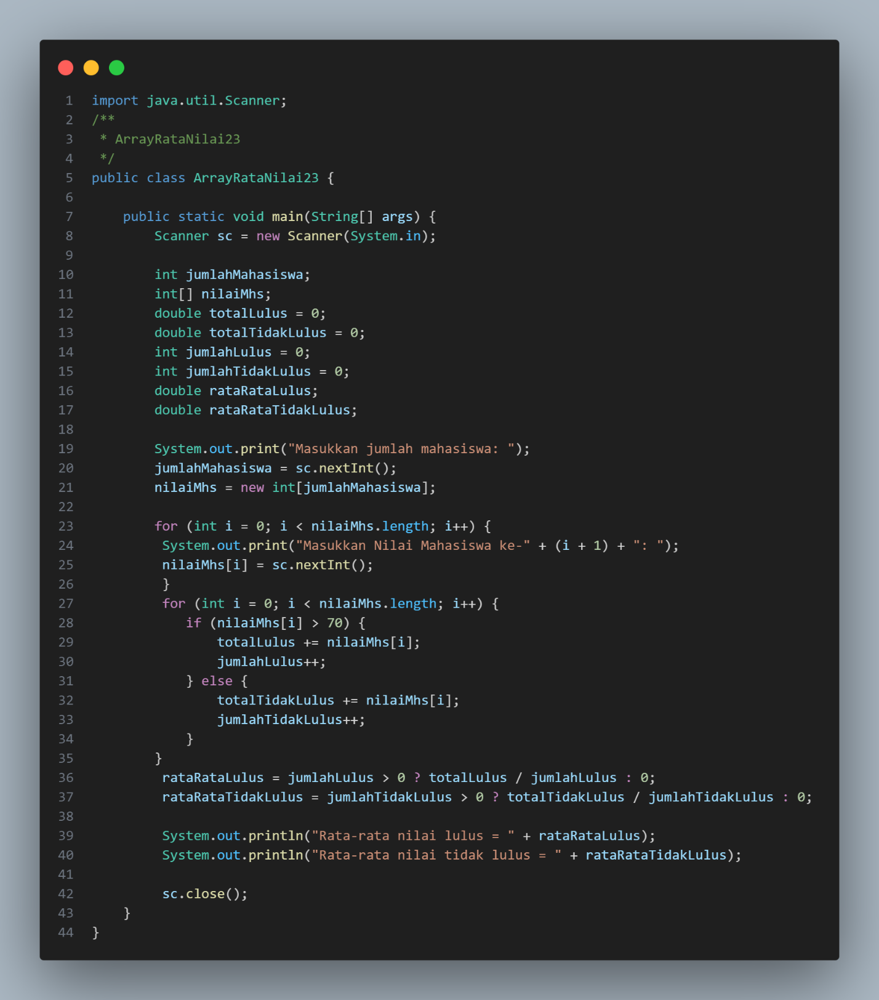 1 import java.util.Scanner;
2 /**
3  * ArrayRataNilai23
4  */
5 public class ArrayRataNilai23 {
6
7     public static void main(String[] args) {
8         Scanner sc = new Scanner(System.in);
9
10         int jumlahMahasiswa;
11         int[] nilaiMhs;
12         double totalLulus = 0;
13         double totalTidakLulus = 0;
14         int jumlahLulus = 0;
15         int jumlahTidakLulus = 0;
16         double rataRataLulus;
17         double rataRataTidakLulus;
18
19         System.out.print("Masukkan jumlah mahasiswa: ");
20         jumlahMahasiswa = sc.nextInt();
21         nilaiMhs = new int[jumlahMahasiswa];
22
23         for (int i = 0; i < nilaiMhs.length; i++) {
24          System.out.print("Masukkan Nilai Mahasiswa ke-" + (i + 1) + ": ");
25          nilaiMhs[i] = sc.nextInt();
26          }
27          for (int i = 0; i < nilaiMhs.length; i++) {
28             if (nilaiMhs[i] > 70) {
29                 totalLulus += nilaiMhs[i];
30                 jumlahLulus++;
31             } else {
32                 totalTidakLulus += nilaiMhs[i];
33                 jumlahTidakLulus++;
34             }
35         }
36          rataRataLulus = jumlahLulus > 0 ? totalLulus / jumlahLulus : 0;
37          rataRataTidakLulus = jumlahTidakLulus > 0 ? totalTidakLulus / jumlahTidakLulus : 0;
38
39          System.out.println("Rata-rata nilai lulus = " + rataRataLulus);
40          System.out.println("Rata-rata nilai tidak lulus = " + rataRataTidakLulus);
41
42          sc.close();
43     }
44 }